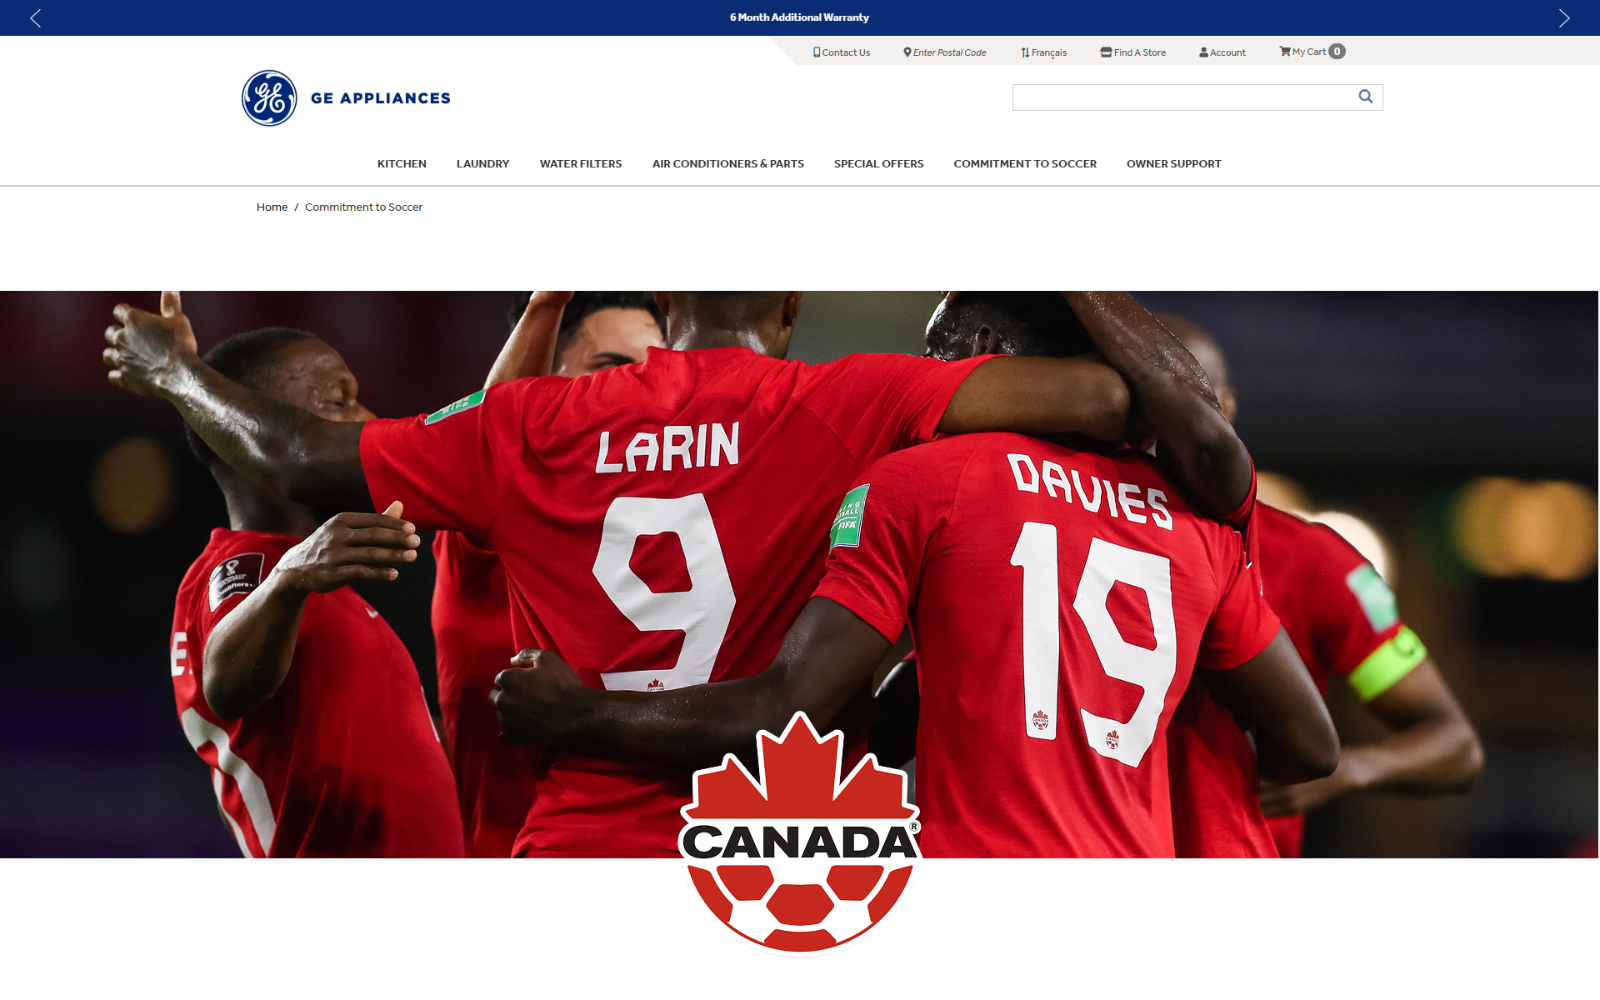 6 Month Additional Warranty
Contact Us
Enter Postal Code
Français
Find A Store
Account
My Cart 0
GE APPLIANCES
KITCHEN
LAUNDRY
WATER FILTERS
AIR CONDITIONERS & PARTS
SPECIAL OFFERS
COMMITMENT TO SOCCER
OWNER SUPPORT
Home / Commitment to Soccer
LARIN
9
DAVIES
19
FIFA
CANADA®